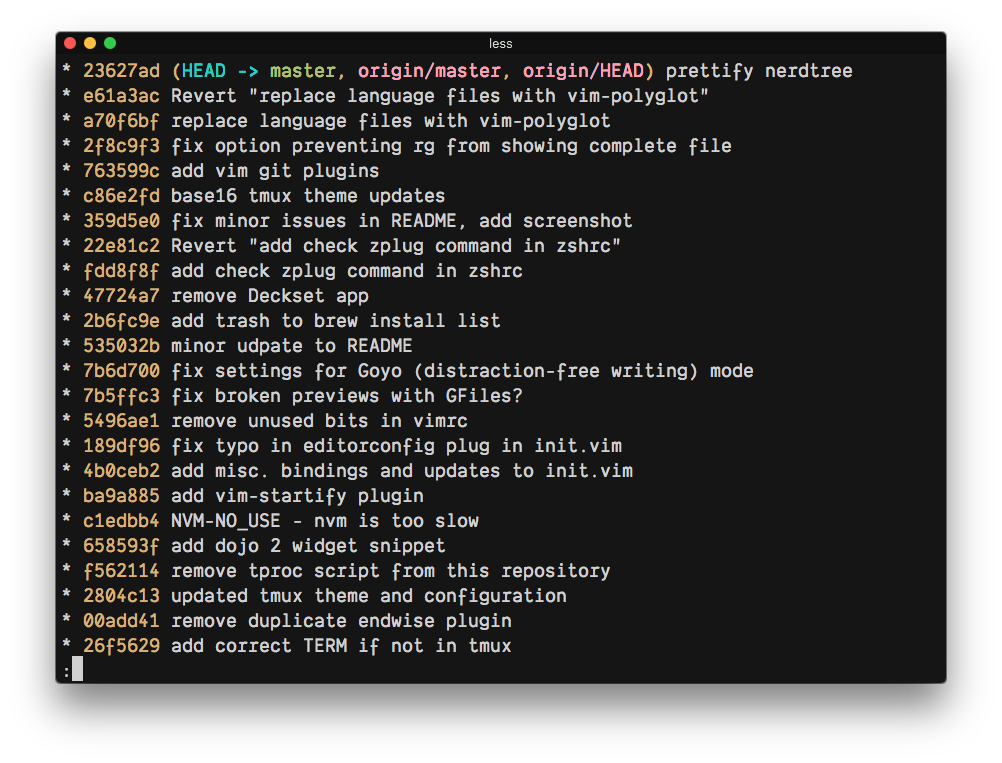 less
* 23627ad (HEAD -> master, origin/master, origin/HEAD) prettify nerdtree
* e61a3ac Revert "replace language files with vim-polyglot"
* a70f6bf replace language files with vim-polyglot
* 2f8c9f3 fix option preventing rg from showing complete file
* 763599c add vim git plugins
* c86e2fd base16 tmux theme updates
* 359d5e0 fix minor issues in README, add screenshot
* 22e81c2 Revert "add check zplug command in zshrc"
* fdd8f8f add check zplug command in zshrc
* 47724a7 remove Deckset app
* 2b6fc9e add trash to brew install list
* 535032b minor udpate to README
* 7b6d700 fix settings for Goyo (distraction-free writing) mode
* 7b5ffc3 fix broken previews with GFiles?
* 5496ae1 remove unused bits in vimrc
* 189df96 fix typo in editorconfig plug in init.vim
* 4b0ceb2 add misc. bindings and updates to init.vim
* ba9a885 add vim-startify plugin
* c1edbb4 NVM-NO_USE - nvm is too slow
* 658593f add dojo 2 widget snippet
* f562114 remove tproc script from this repository
* 2804c13 updated tmux theme and configuration
* 00add41 remove duplicate endwise plugin
* 26f5629 add correct TERM if not in tmux
: